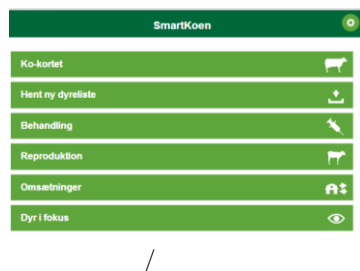 SmartKoen
Ko-kortet
Hent ny dyreliste
Behandling
Reproduktion
Omsætninger
Dyr i fokus